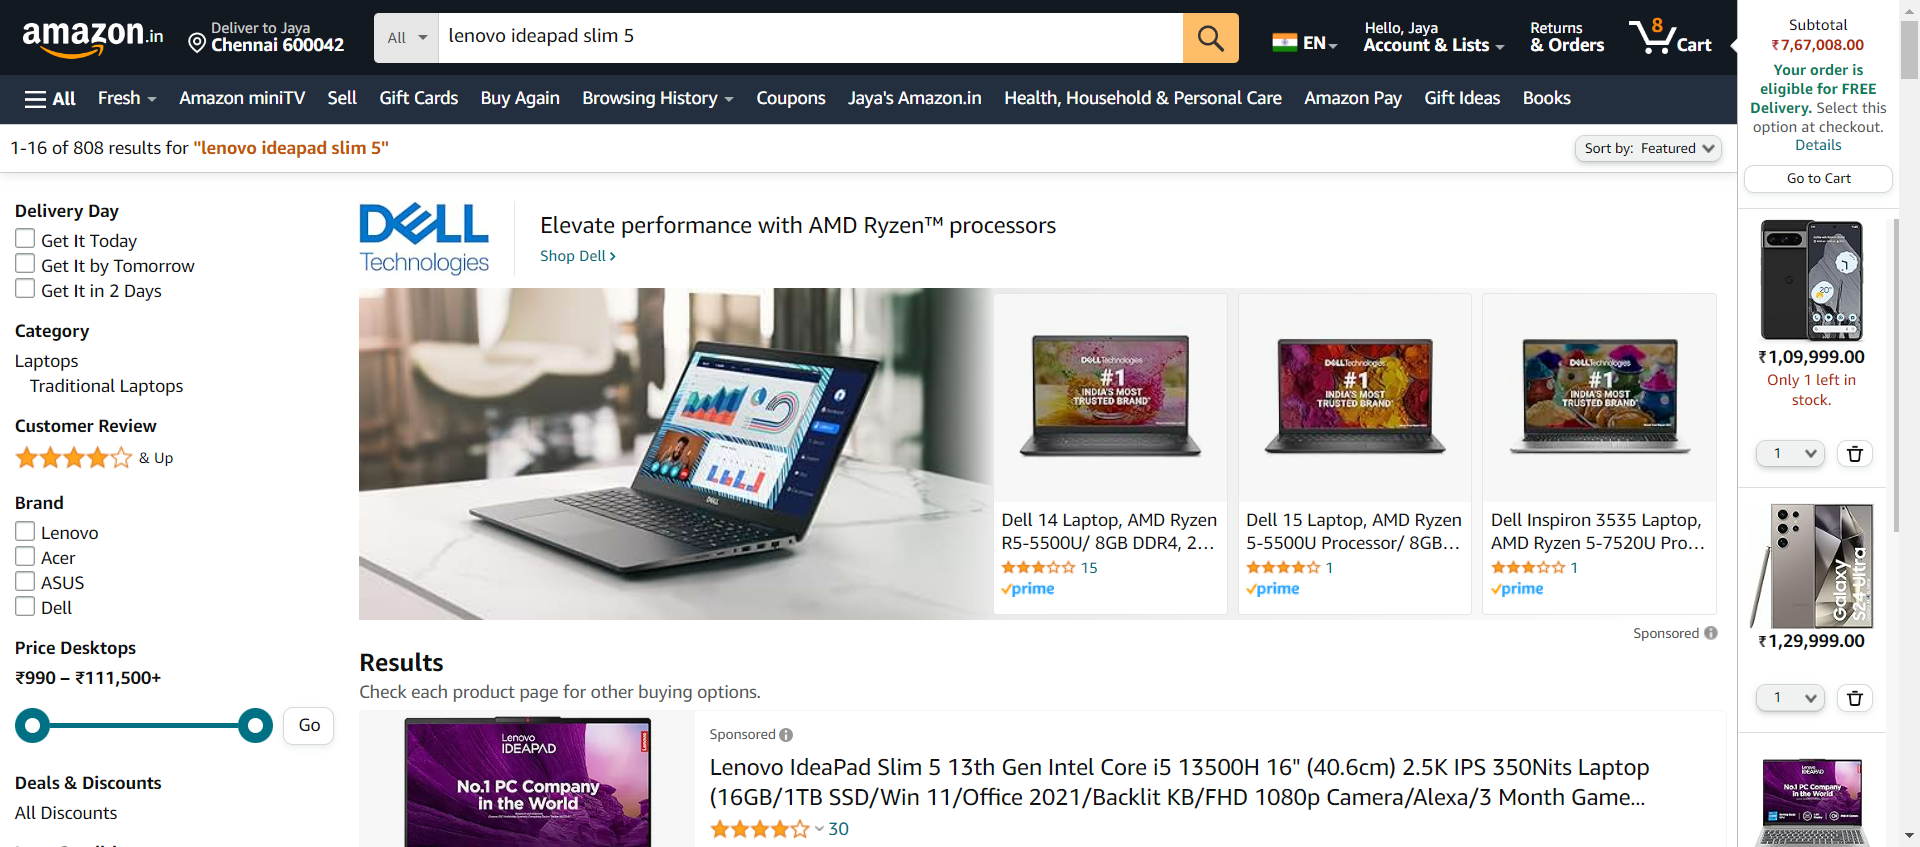 amazon.in
Deliver to Jaya
Chennai 600042
All
lenovo ideapad slim 5
EN
Hello, Jaya
Account & Lists
Returns
& Orders
8
Cart
All
Fresh
Amazon miniTV
Sell
Gift Cards
Buy Again
Browsing History
Coupons
Jaya's Amazon.in
Health, Household & Personal Care
Amazon Pay
Gift Ideas
Books
1-16 of 808 results for "lenovo ideapad slim 5"
Sort by: Featured
Delivery Day
Get It Today
Get It by Tomorrow
Get It in 2 Days
Category
Laptops
Traditional Laptops
Customer Review
& Up
Brand
Lenovo
Acer
ASUS
Dell
Price Desktops
₹990 – ₹111,500+
Go
Deals & Discounts
All Discounts
DELL
Technologies
Elevate performance with AMD Ryzen™ processors
Shop Dell ›
DELL
DELLTechnologies
#1
INDIA'S MOST
TRUSTED BRAND*
Dell 14 Laptop, AMD Ryzen
R5-5500U/ 8GB DDR4, 2...
15
prime
DELLTechnologies
#1
INDIA'S MOST
TRUSTED BRAND*
Dell 15 Laptop, AMD Ryzen
5-5500U Processor/ 8GB...
1
prime
DELLTechnologies
#1
INDIA'S MOST
TRUSTED BRAND*
Dell Inspiron 3535 Laptop,
AMD Ryzen 5-7520U Pro...
1
prime
Sponsored
Results
Check each product page for other buying options.
Lenovo
IDEAPAD
Lenovo
No.1 PC Company
in the World
Sponsored
Lenovo IdeaPad Slim 5 13th Gen Intel Core i5 13500H 16" (40.6cm) 2.5K IPS 350Nits Laptop
(16GB/1TB SSD/Win 11/Office 2021/Backlit KB/FHD 1080p Camera/Alexa/3 Month Game...
30
Subtotal
₹7,67,008.00
Your order is
eligible for FREE
Delivery. Select this
option at checkout.
Details
Go to Cart
20°
₹1,09,999.00
Only 1 left in
stock.
1
Galaxy
S24 Ultra
₹1,29,999.00
1
Lenovo
IDEAPAD
No.1 PC Company
in the World